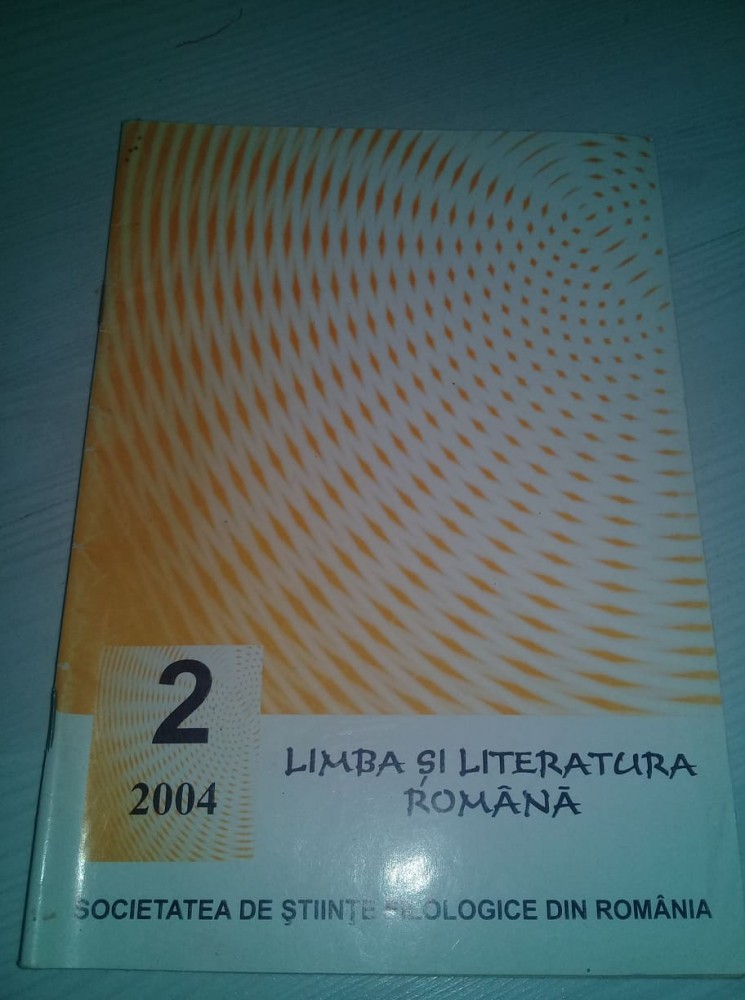 2
2004
LIMBA ȘI LITERATURA
ROMÂNĂ
SOCIETATEA DE ȘTIINȚE FILOLOGICE DIN ROMÂNIA